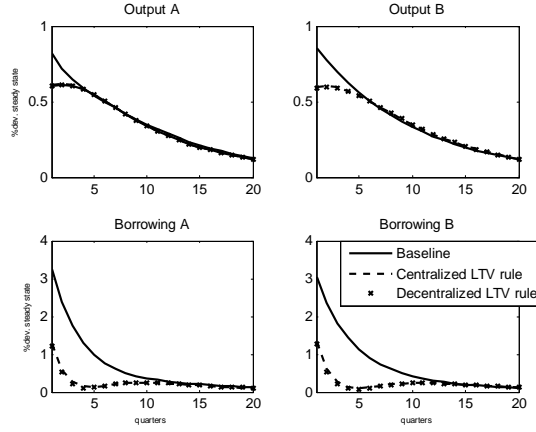 Output A
Output B
1
0.5
0
%dev. steady state
5
10
15
20
1
0.5
0
5
10
15
20
Borrowing A
Borrowing B
4
3
2
1
0
%dev. steady state
5
10
15
20
quarters
4
3
2
1
0
5
10
15
20
quarters
Baseline
Centralized LTV rule
Decentralized LTV rule